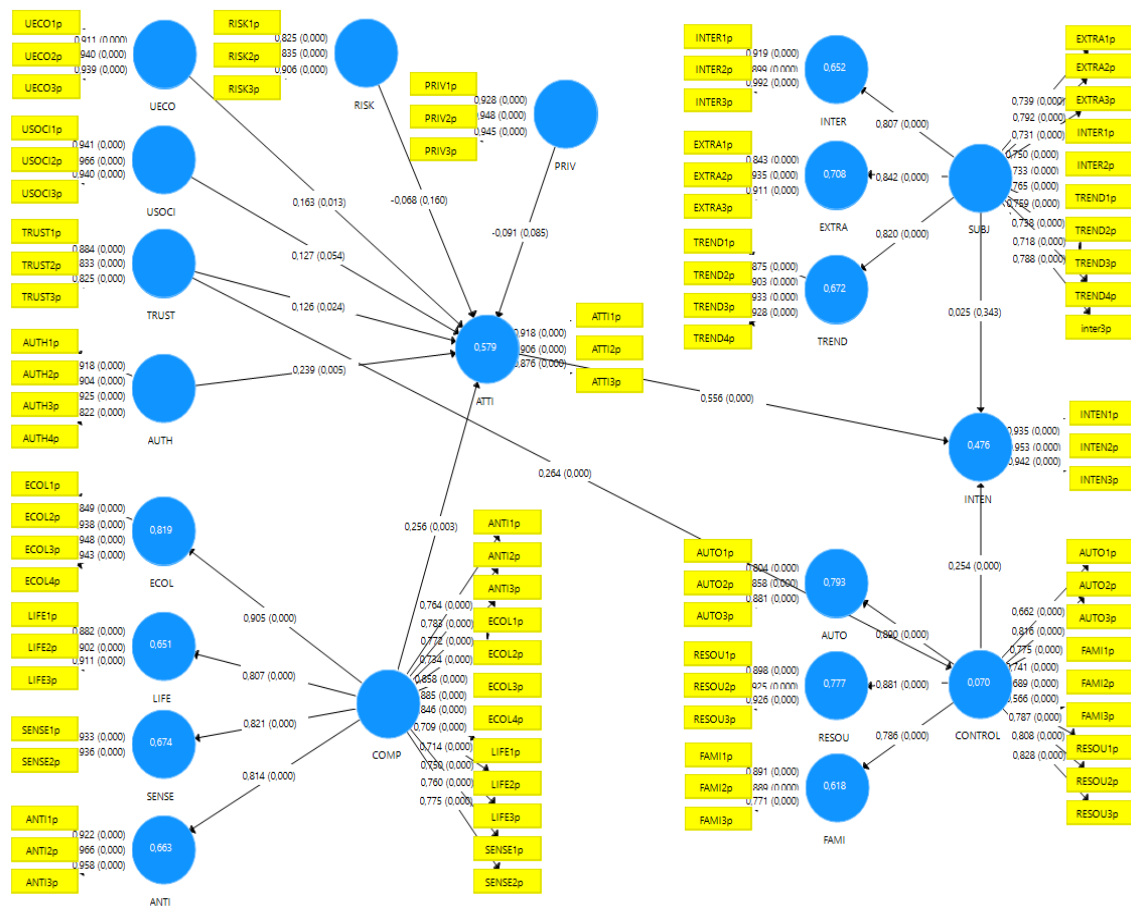 UECO1p
UECO2p
UECO3p
0,911 (0,000)
0,940 (0,000)
0,939 (0,000)
UECO
RISK1p
RISK2p
RISK3p
0,825 (0,000)
0,835 (0,000)
0,906 (0,000)
RISK
PRIV1p
PRIV2p
PRIV3p
0,928 (0,000)
0,948 (0,000)
0,945 (0,000)
PRIV
USOCI1p
USOCI2p
USOCI3p
0,941 (0,000)
0,966 (0,000)
0,940 (0,000)
USOCI
TRUST1p
TRUST2p
TRUST3p
0,884 (0,000)
0,833 (0,000)
0,825 (0,000)
TRUST
AUTH1p
AUTH2p
AUTH3p
AUTH4p
0,918 (0,000)
0,904 (0,000)
0,925 (0,000)
0,822 (0,000)
AUTH
0,163 (0,013)
-0,068 (0,160)
-0,091 (0,085)
0,127 (0,054)
0,126 (0,024)
0,239 (0,005)
0,579
ATTI
0,918 (0,000)
0,906 (0,000)
0,876 (0,000)
ATTI1p
ATTI2p
ATTI3p
0,556 (0,000)
0,264 (0,000)
0,256 (0,003)
ECOL1p
ECOL2p
ECOL3p
ECOL4p
0,849 (0,000)
0,938 (0,000)
0,948 (0,000)
0,943 (0,000)
0,819
ECOL
LIFE1p
LIFE2p
LIFE3p
0,882 (0,000)
0,902 (0,000)
0,911 (0,000)
0,651
LIFE
SENSE1p
SENSE2p
0,933 (0,000)
0,936 (0,000)
0,674
SENSE
ANTI1p
ANTI2p
ANTI3p
0,922 (0,000)
0,966 (0,000)
0,958 (0,000)
0,663
ANTI
0,905 (0,000)
0,807 (0,000)
0,821 (0,000)
0,814 (0,000)
COMP
0,764 (0,000)
0,783 (0,000)
0,772 (0,000)
0,734 (0,000)
0,858 (0,000)
0,885 (0,000)
0,846 (0,000)
0,709 (0,000)
0,714 (0,000)
0,750 (0,000)
0,760 (0,000)
0,775 (0,000)
ANTI1p
ANTI2p
ANTI3p
ECOL1p
ECOL2p
ECOL3p
ECOL4p
LIFE1p
LIFE2p
LIFE3p
SENSE1p
SENSE2p
INTER1p
INTER2p
INTER3p
0,919 (0,000)
0,899 (0,000)
0,992 (0,000)
0,652
INTER
EXTRA1p
EXTRA2p
EXTRA3p
0,843 (0,000)
0,935 (0,000)
0,911 (0,000)
0,708
EXTRA
TREND1p
TREND2p
TREND3p
TREND4p
0,875 (0,000)
0,903 (0,000)
0,933 (0,000)
0,928 (0,000)
0,672
TREND
0,807 (0,000)
0,842 (0,000)
0,820 (0,000)
SUBJ
0,739 (0,000)
0,792 (0,000)
0,731 (0,000)
0,750 (0,000)
0,733 (0,000)
0,765 (0,000)
0,759 (0,000)
0,738 (0,000)
0,718 (0,000)
0,788 (0,000)
EXTRA1p
EXTRA2p
EXTRA3p
INTER1p
INTER2p
TREND1p
TREND2p
TREND3p
TREND4p
inter3p
0,025 (0,343)
0,476
INTEN
0,935 (0,000)
0,953 (0,000)
0,942 (0,000)
INTEN1p
INTEN2p
INTEN3p
0,254 (0,000)
AUTO1p
AUTO2p
AUTO3p
0,804 (0,000)
0,858 (0,000)
0,881 (0,000)
0,793
AUTO
RESOU1p
RESOU2p
RESOU3p
0,898 (0,000)
0,925 (0,000)
0,926 (0,000)
0,777
RESOU
FAMI1p
FAMI2p
FAMI3p
0,891 (0,000)
0,889 (0,000)
0,771 (0,000)
0,618
FAMI
0,890 (0,000)
0,881 (0,000)
0,786 (0,000)
0,070
CONTROL
0,662 (0,000)
0,816 (0,000)
0,775 (0,000)
0,741 (0,000)
0,689 (0,000)
0,566 (0,000)
0,787 (0,000)
0,808 (0,000)
0,828 (0,000)
AUTO1p
AUTO2p
AUTO3p
FAMI1p
FAMI2p
FAMI3p
RESOU1p
RESOU2p
RESOU3p